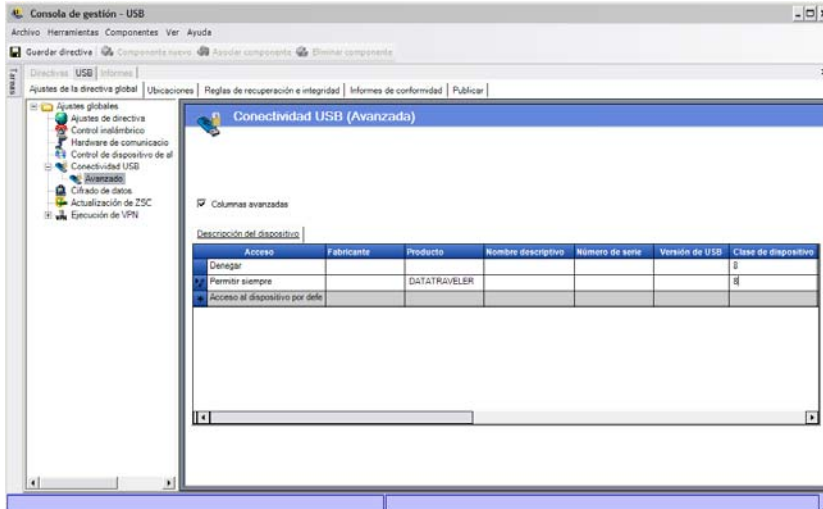 Consola de gestión - USB
Archivo Herramientas Componentes Ver Ayuda
Guardar directiva Componente nuevo Asociar componente Eliminar componente
Tareas
Directivas USB Informes
Ajustes de la directiva global Ubicaciones Reglas de recuperación e integridad Informes de conformidad Publicar
Ajustes globales
Ajustes de directiva
Control inalámbrico
Hardware de comunicacio
Control de dispositivo de al
Conectividad USB
Avanzado
Cifrado de datos
Actualización de ZSC
Ejecución de VPN
Conectividad USB (Avanzada)
Columnas avanzadas
Descripción del dispositivo
Acceso Fabricante Producto Nombre descriptivo Número de serie Versión de USB Clase de dispositivo
Denegar 8
Permitir siempre DATATRAVELER 8
Acceso al dispositivo por defe